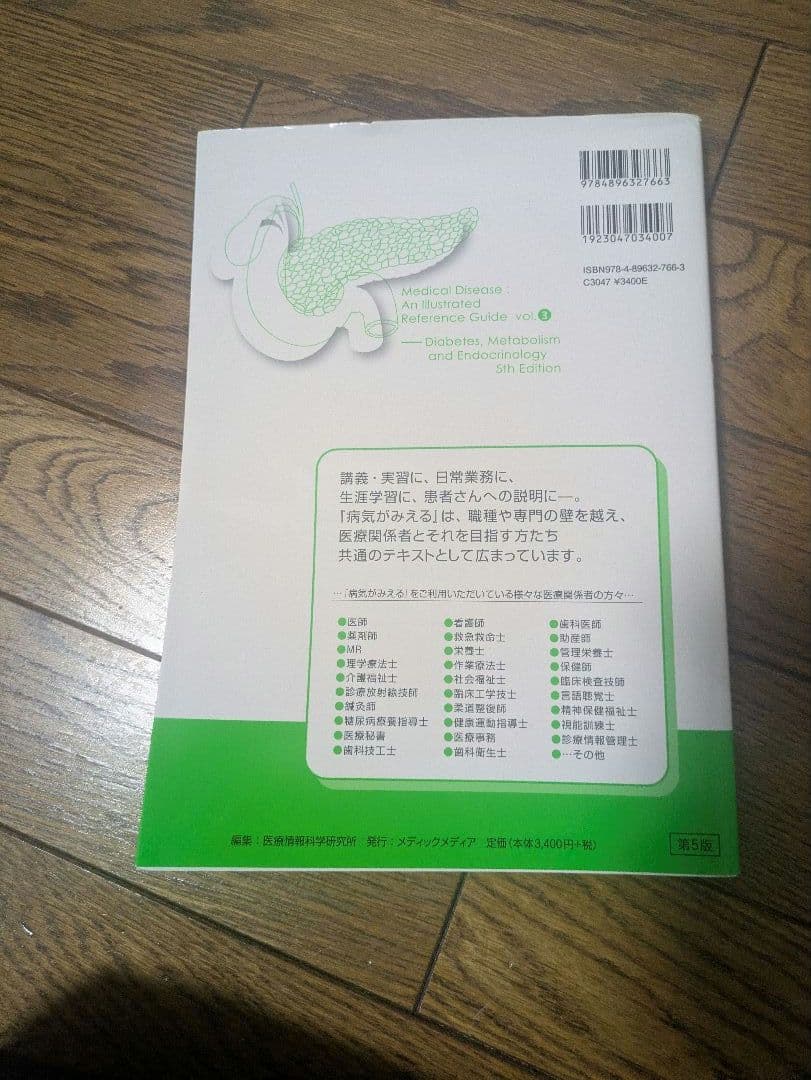 9784896327663
1923047034007
ISBN978-4-89632-766-3
C3047 ¥3400E
Medical Disease :
An Illustrated
Reference Guide vol.3
— Diabetes, Metabolism
and Endocrinology
5th Edition
講義・実習に、日常業務に、
生涯学習に、患者さんへの説明に―。
『病気がみえる』は、職種や専門の壁を越え、
医療関係者とそれを目指す方たち
共通のテキストとして広まっています。
…『病気がみえる』をご利用いただいている様々な医療関係者の方々…
●医師 ●看護師 ●歯科医師
●薬剤師 ●救急救命士 ●助産師
●MR ●栄養士 ●管理栄養士
●理学療法士 ●作業療法士 ●保健師
●介護福祉士 ●社会福祉士 ●臨床検査技師
●診療放射線技師 ●臨床工学技士 ●言語聴覚士
●鍼灸師 ●柔道整復師 ●精神保健福祉士
●糖尿病療養指導士 ●健康運動指導士 ●視能訓練士
●医療秘書 ●医療事務 ●診療情報管理士
●歯科技工士 ●歯科衛生士 ●…その他
編集：医療情報科学研究所 発行：メディックメディア 定価（本体3,400円+税） 第5版